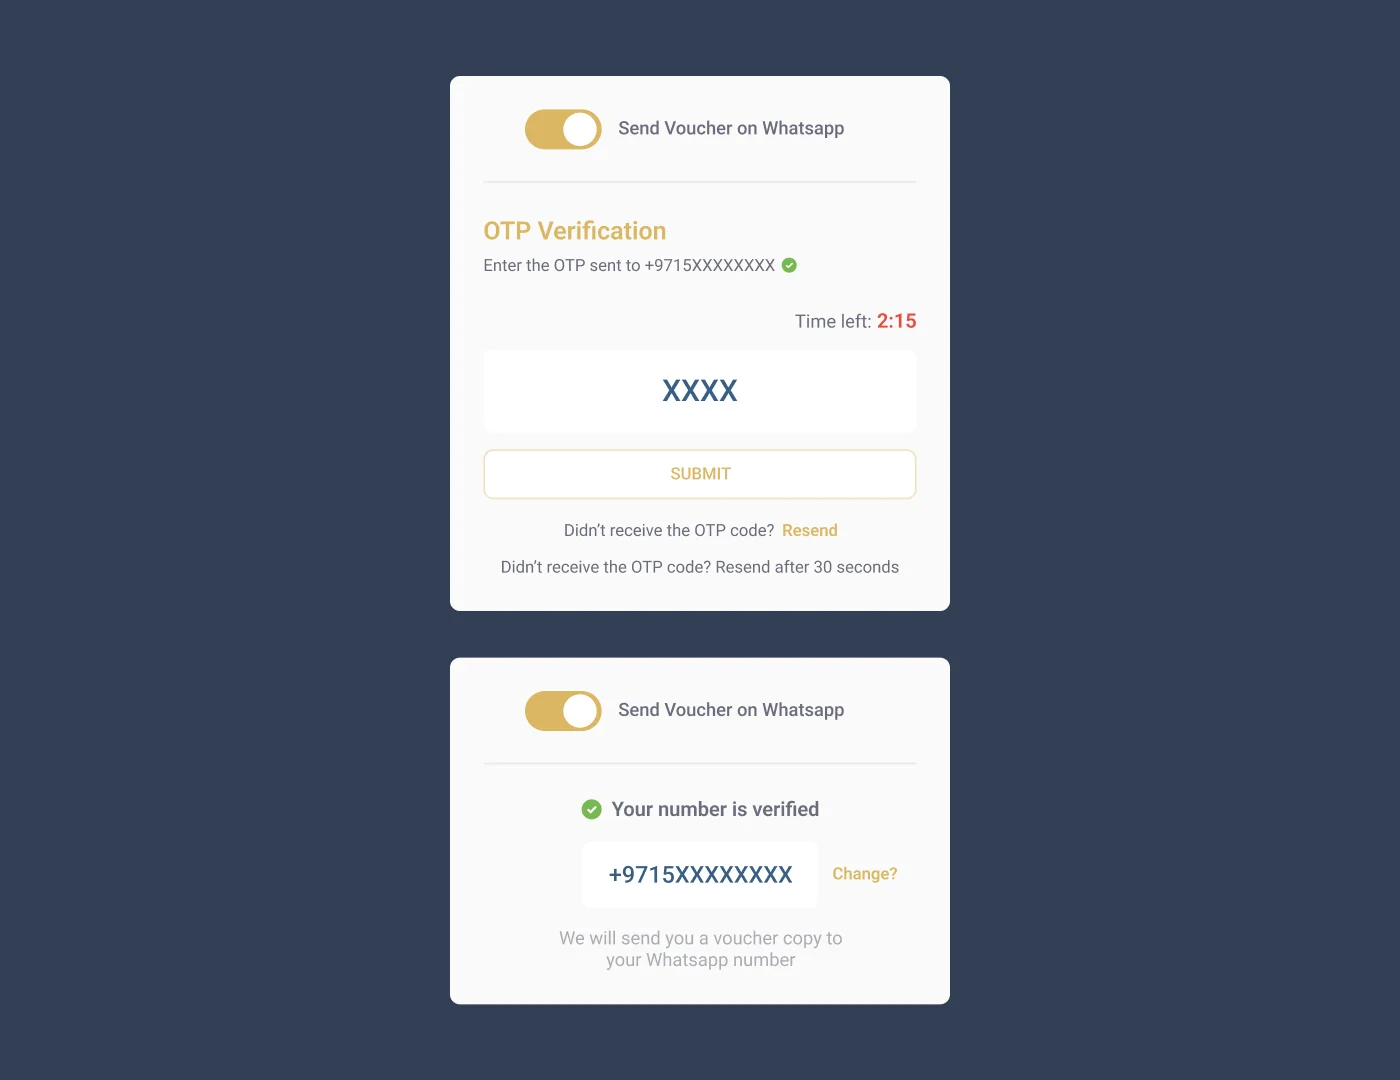 Send Voucher on Whatsapp
OTP Verification
Enter the OTP sent to +9715XXXXXXXX
Time left: 2:15
XXXX
SUBMIT
Didn’t receive the OTP code? Resend
Didn’t receive the OTP code? Resend after 30 seconds
Send Voucher on Whatsapp
Your number is verified
+9715XXXXXXXX Change?
We will send you a voucher copy to
your Whatsapp number